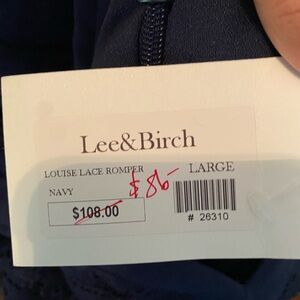 Lee&Birch
LOUISE LACE ROMPER LARGE
NAVY $86
$108.00
# 26310